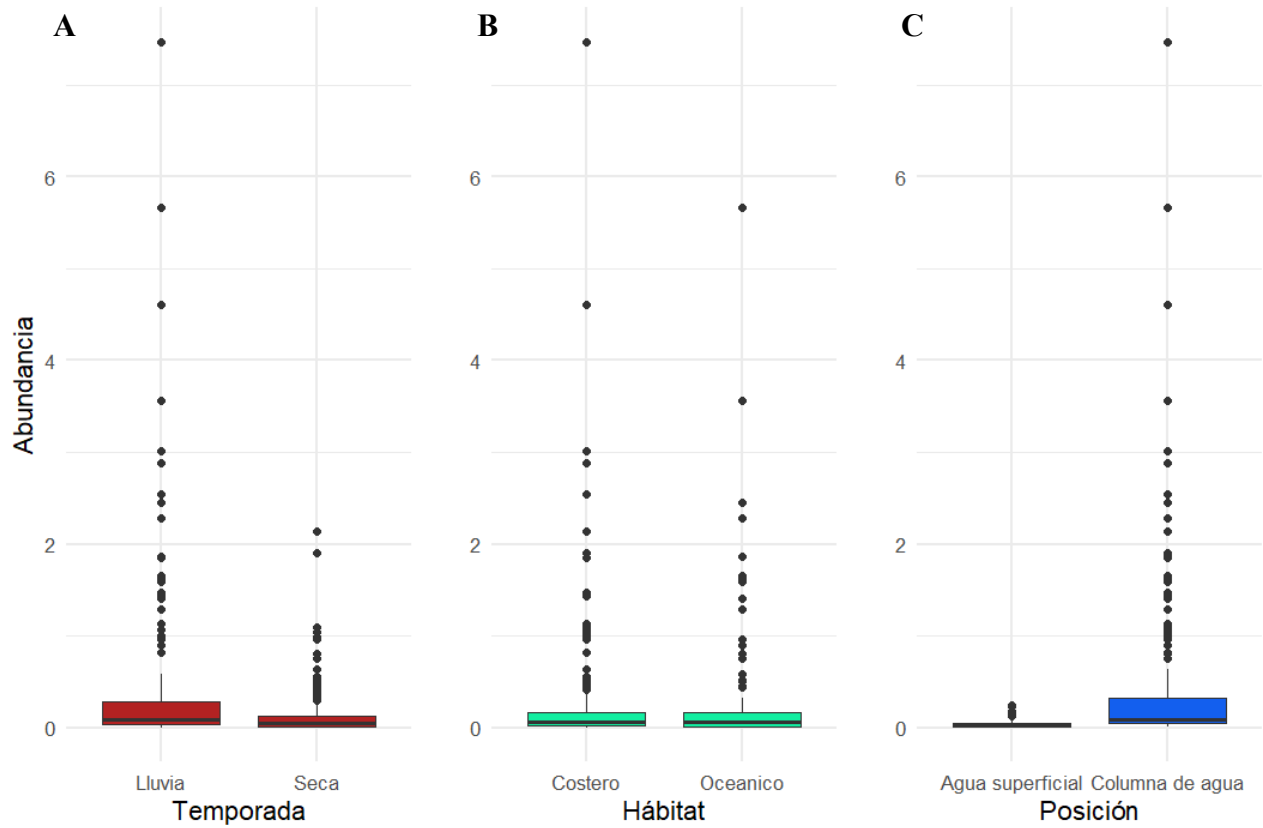 A
B
C
Abundancia
6
4
2
0
Lluvia
Seca
Temporada
6
4
2
0
Costero
Oceanico
Hábitat
6
4
2
0
Agua superficial
Columna de agua
Posición